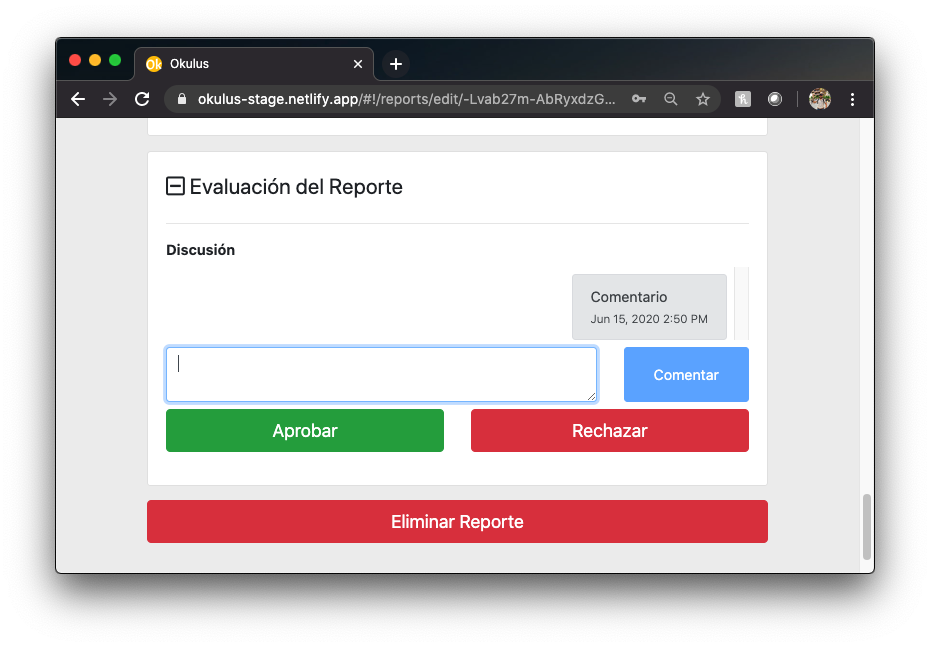 Ok Okulus
okulus-stage.netlify.app/#!/reports/edit/-Lvab27m-AbRyxdzG...
Evaluación del Reporte
Discusión
Comentario
Jun 15, 2020 2:50 PM
Comentar
Aprobar
Rechazar
Eliminar Reporte